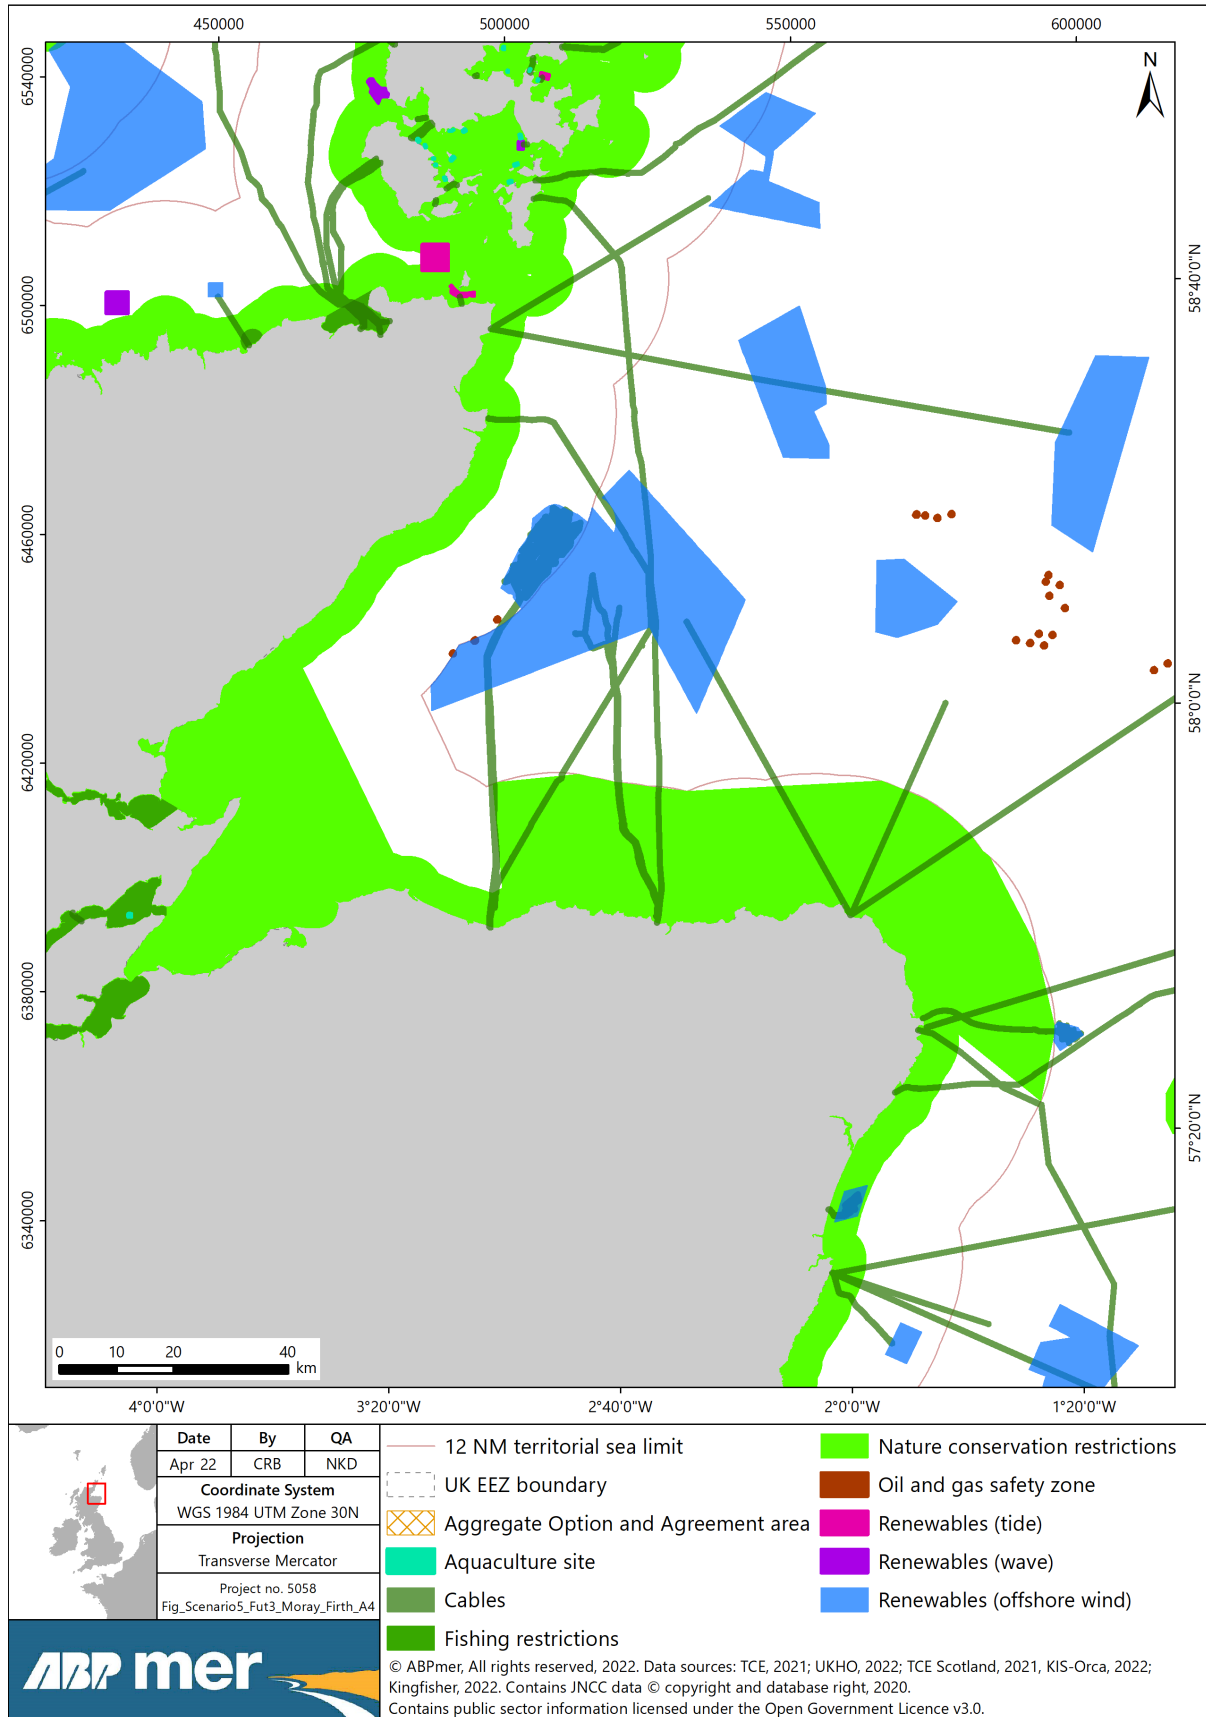 450000 500000 550000 600000
6540000
6500000
6460000
6420000
6380000
6340000
N
58°40'0"N
58°0'0"N
57°20'0"N
0 10 20 40
km
4°0'0"W 3°20'0"W 2°40'0"W 2°0'0"W 1°20'0"W
Date By QA
Apr 22 CRB NKD
Coordinate System
WGS 1984 UTM Zone 30N
Projection
Transverse Mercator
Project no. 5058
Fig_Scenario5_Fut3_Moray_Firth_A4
ABPmer
12 NM territorial sea limit
UK EEZ boundary
Aggregate Option and Agreement area
Aquaculture site
Cables
Fishing restrictions
Nature conservation restrictions
Oil and gas safety zone
Renewables (tide)
Renewables (wave)
Renewables (offshore wind)
© ABPmer, All rights reserved, 2022. Data sources: TCE, 2021; UKHO, 2022; TCE Scotland, 2021, KIS-Orca, 2022;
Kingfisher, 2022. Contains JNCC data © copyright and database right, 2020.
Contains public sector information licensed under the Open Government Licence v3.0.